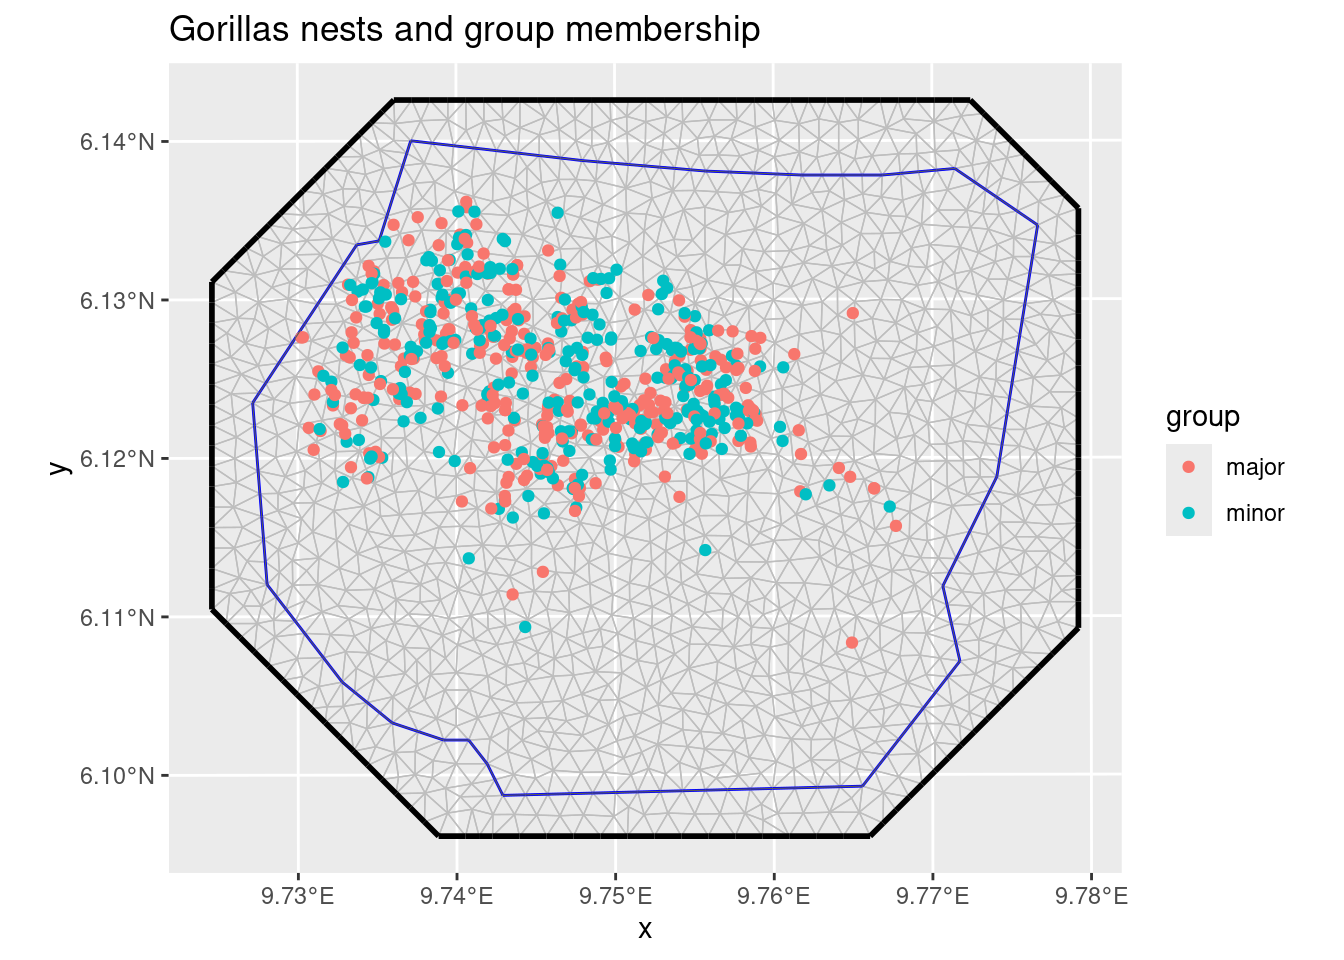 Gorillas nests and group membership
6.14°N
6.13°N
6.12°N
6.11°N
6.10°N
y
9.73°E 9.74°E 9.75°E 9.76°E 9.77°E 9.78°E
x
group
major
minor